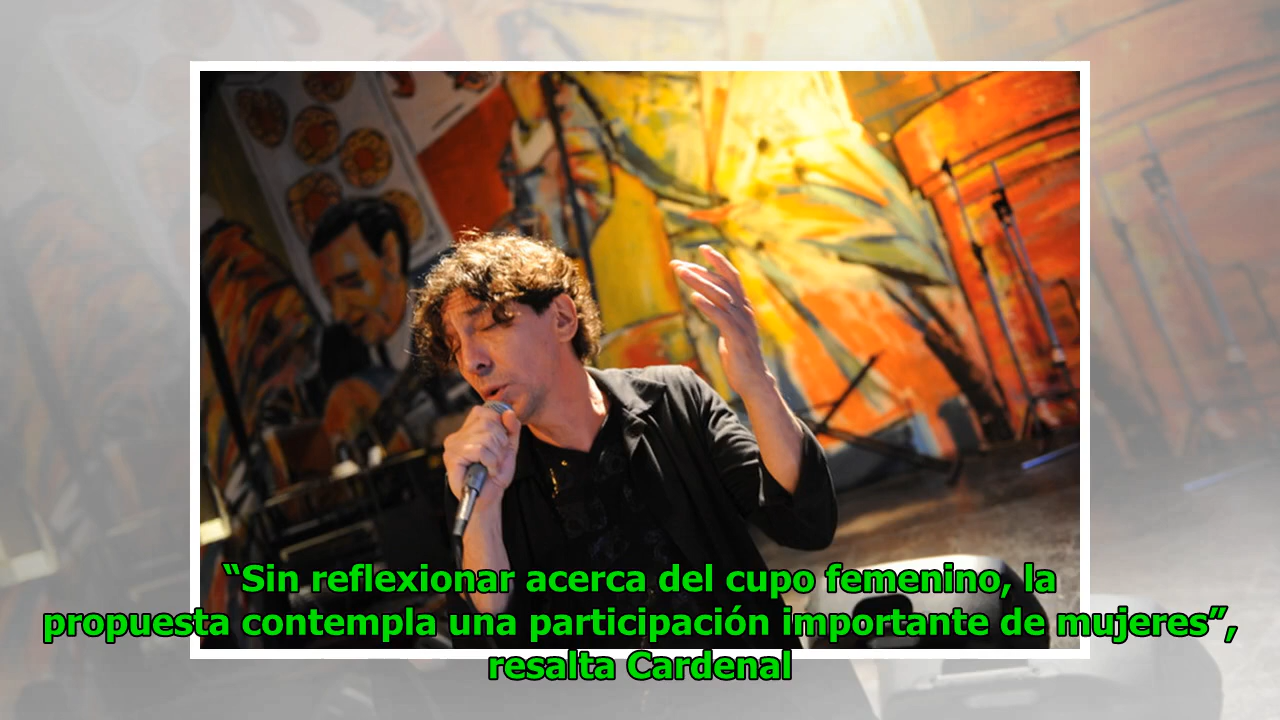 “Sin reflexionar acerca del cupo femenino, la
propuesta contempla una participación importante de mujeres”,
resalta Cardenal